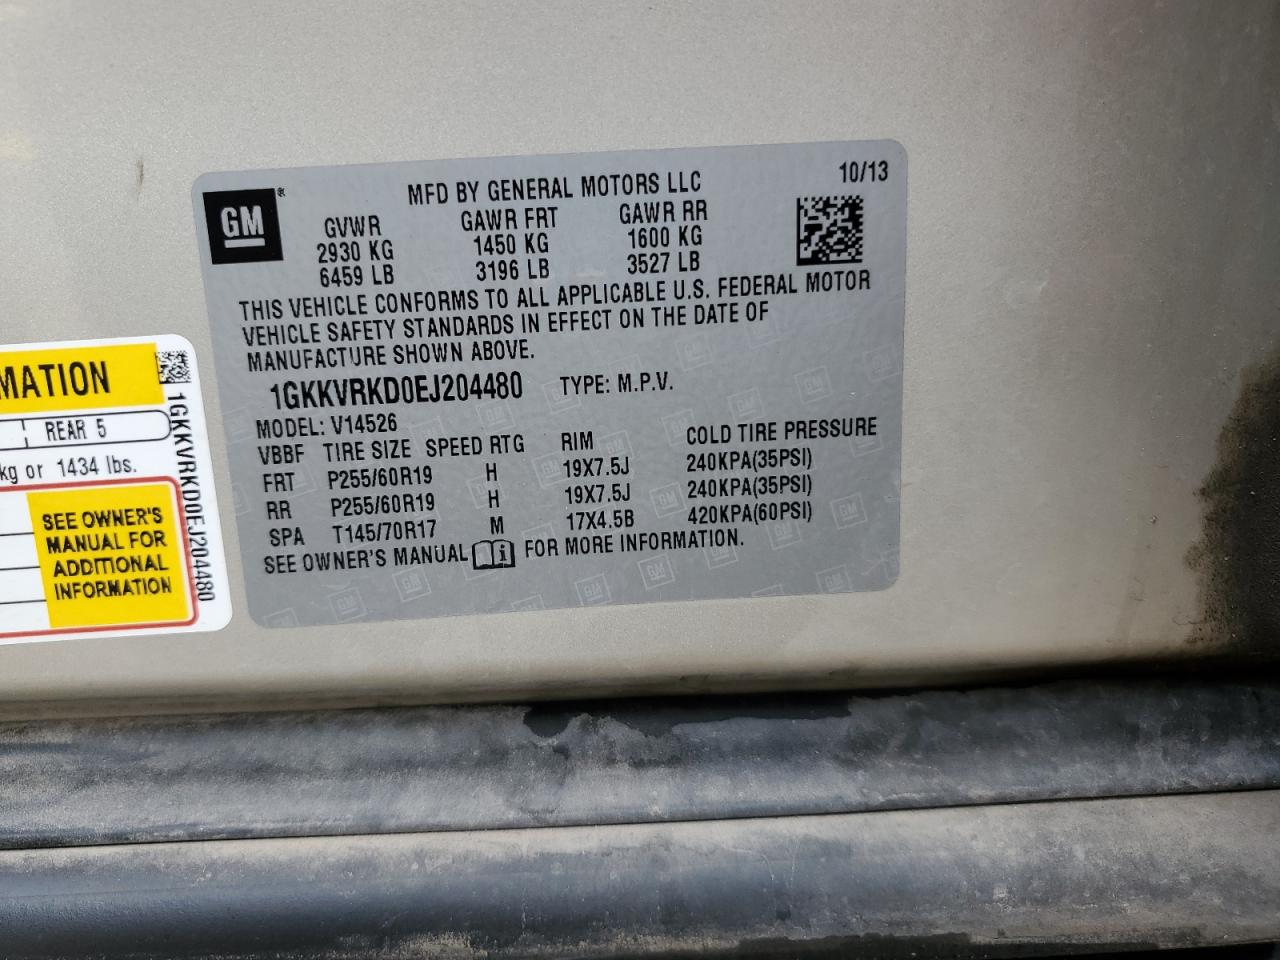 GM®
MFD BY GENERAL MOTORS LLC 10/13
GVWR GAWR FRT GAWR RR
2930 KG 1450 KG 1600 KG
6459 LB 3196 LB 3527 LB
THIS VEHICLE CONFORMS TO ALL APPLICABLE U.S. FEDERAL MOTOR
VEHICLE SAFETY STANDARDS IN EFFECT ON THE DATE OF
MANUFACTURE SHOWN ABOVE.
1GKKVRKD0EJ204480 TYPE: M.P.V.
MODEL: V14526
VBBF TIRE SIZE SPEED RTG RIM COLD TIRE PRESSURE
FRT P255/60R19 H 19X7.5J 240KPA(35PSI)
RR P255/60R19 H 19X7.5J 240KPA(35PSI)
SPA T145/70R17 M 17X4.5B 420KPA(60PSI)
SEE OWNER'S MANUAL i FOR MORE INFORMATION.
MATION
REAR 5
kg or 1434 lbs.
SEE OWNER'S
MANUAL FOR
ADDITIONAL
INFORMATION
1GKKVRKD0EJ204480